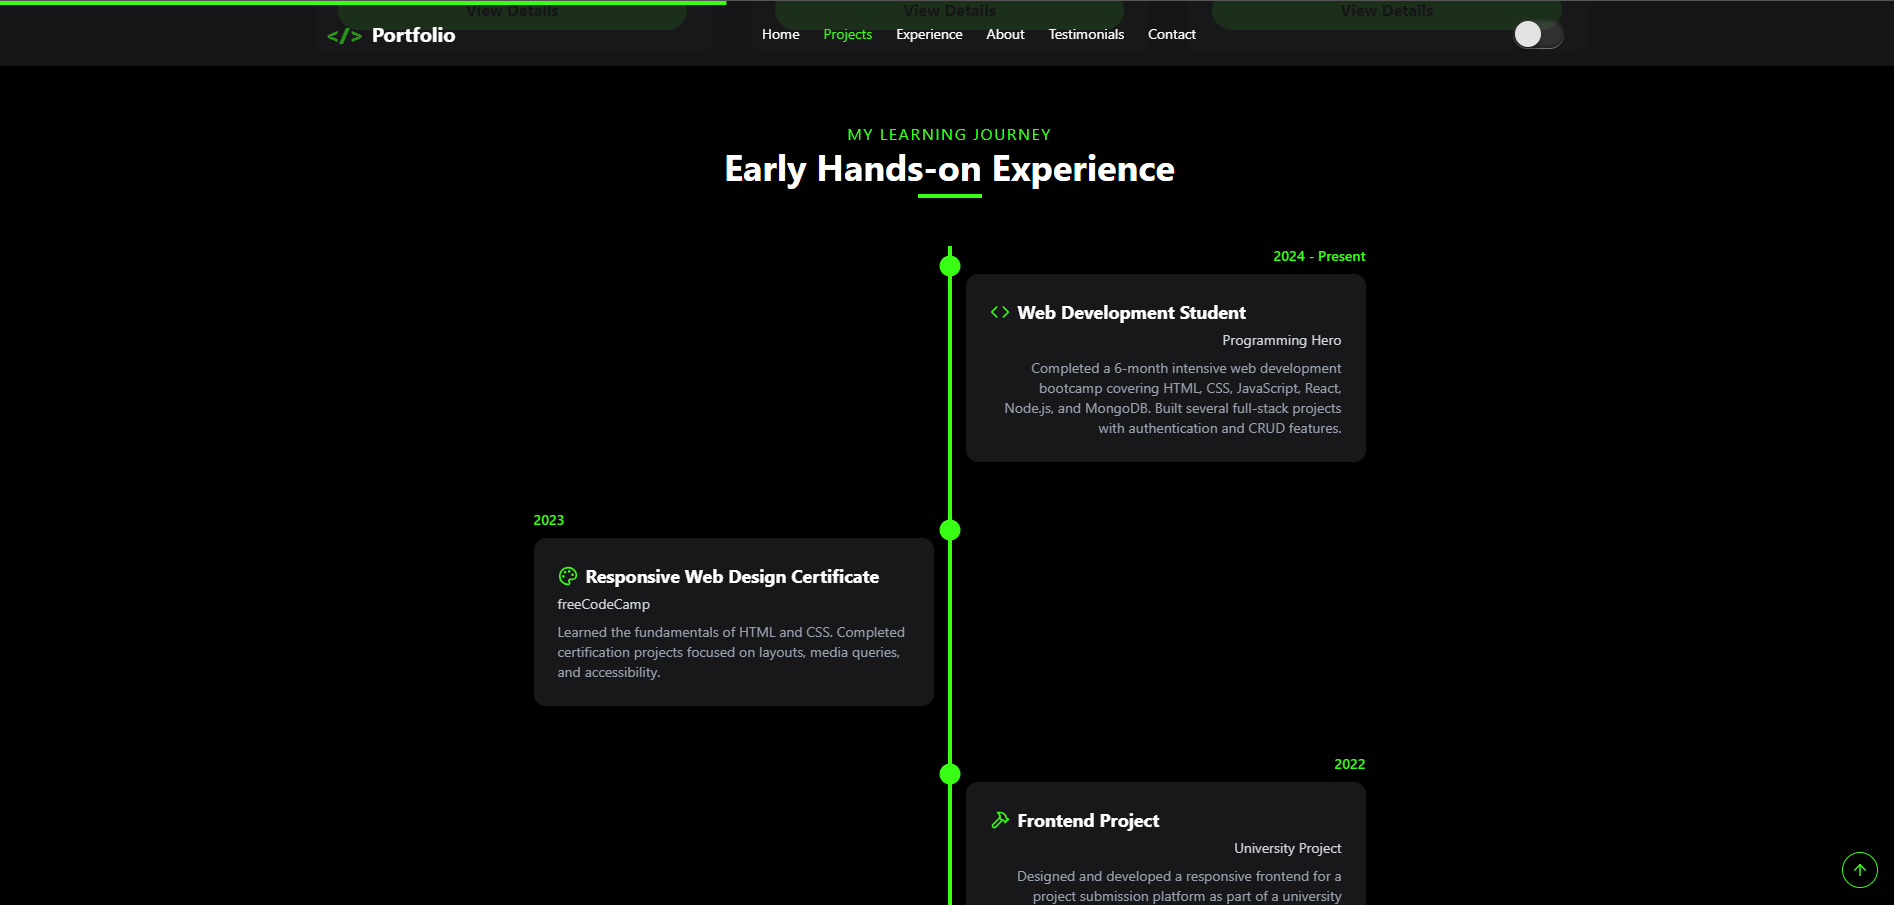 View Details
View Details
View Details
</> Portfolio
Home
Projects
Experience
About
Testimonials
Contact
MY LEARNING JOURNEY
Early Hands-on Experience
2024 - Present
Web Development Student
Programming Hero
Completed a 6-month intensive web development
bootcamp covering HTML, CSS, JavaScript, React,
Node.js, and MongoDB. Built several full-stack projects
with authentication and CRUD features.
2023
Responsive Web Design Certificate
freeCodeCamp
Learned the fundamentals of HTML and CSS. Completed
certification projects focused on layouts, media queries,
and accessibility.
2022
Frontend Project
University Project
Designed and developed a responsive frontend for a
project submission platform as part of a university